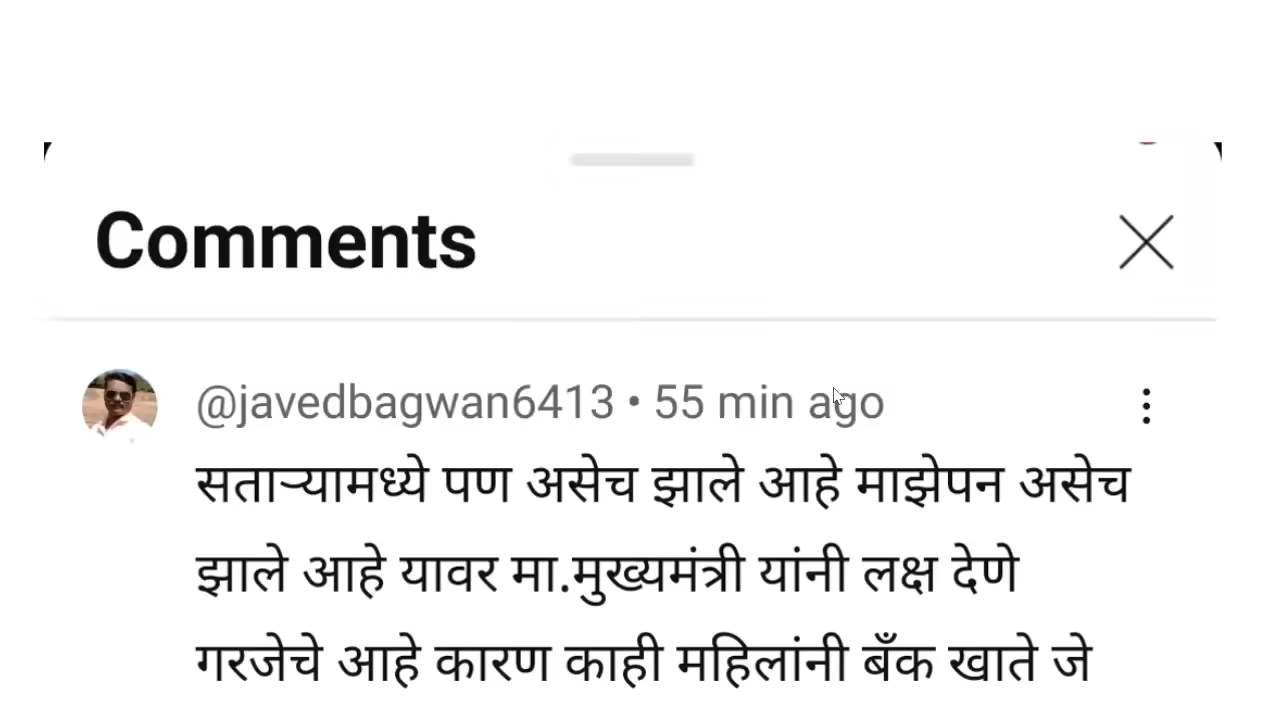 Comments
@javedbagwan6413 • 55 min ago
सताऱ्यामध्ये पण असेच झाले आहे माझेपन असेच
झाले आहे यावर मा.मुख्यमंत्री यांनी लक्ष देणे
गरजेचे आहे कारण काही महिलांनी बँक खाते जे